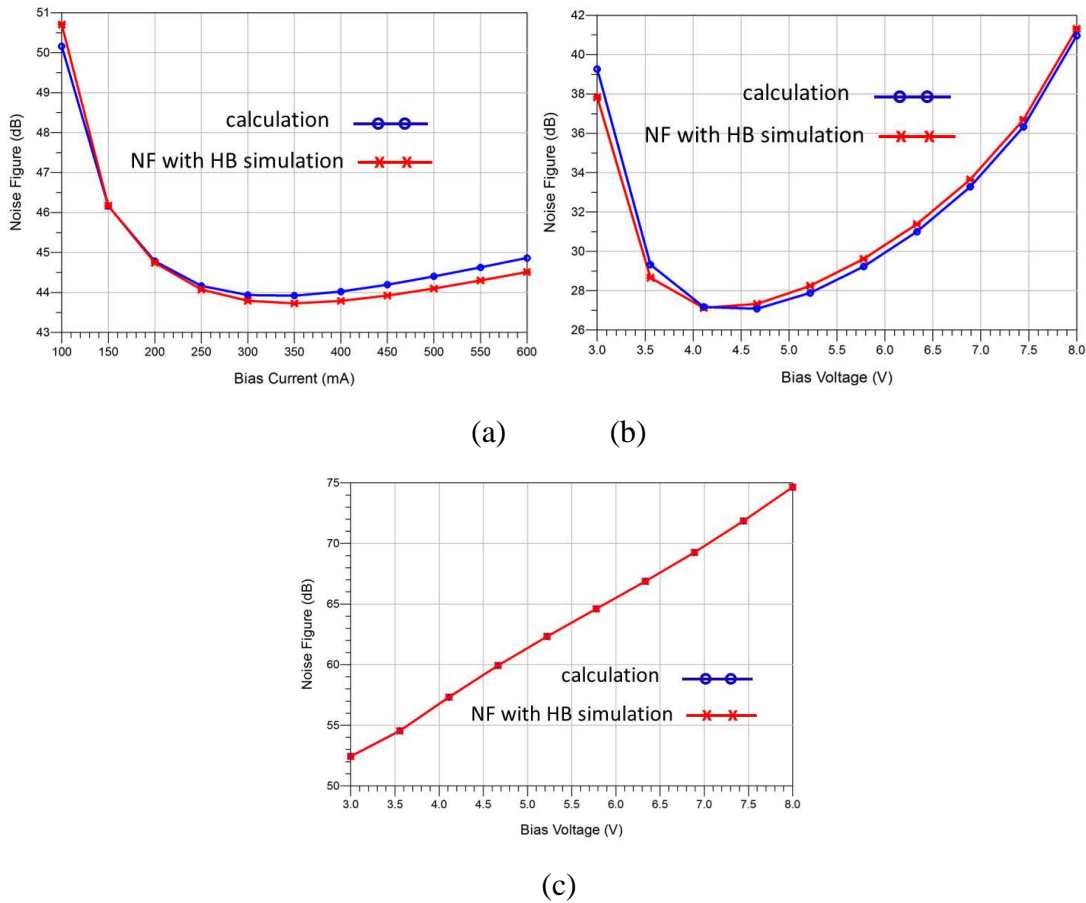 51
50
49
48
47
46
45
44
43
Noise Figure (dB)
calculation
NF with HB simulation
100 150 200 250 300 350 400 450 500 550 600
Bias Current (mA)
42
40
38
36
34
32
30
28
26
Noise Figure (dB)
calculation
NF with HB simulation
3.0 3.5 4.0 4.5 5.0 5.5 6.0 6.5 7.0 7.5 8.0
Bias Voltage (V)
(a) (b)
75
70
65
60
55
50
Noise Figure (dB)
calculation
NF with HB simulation
3.0 3.5 4.0 4.5 5.0 5.5 6.0 6.5 7.0 7.5 8.0
Bias Voltage (V)
(c)